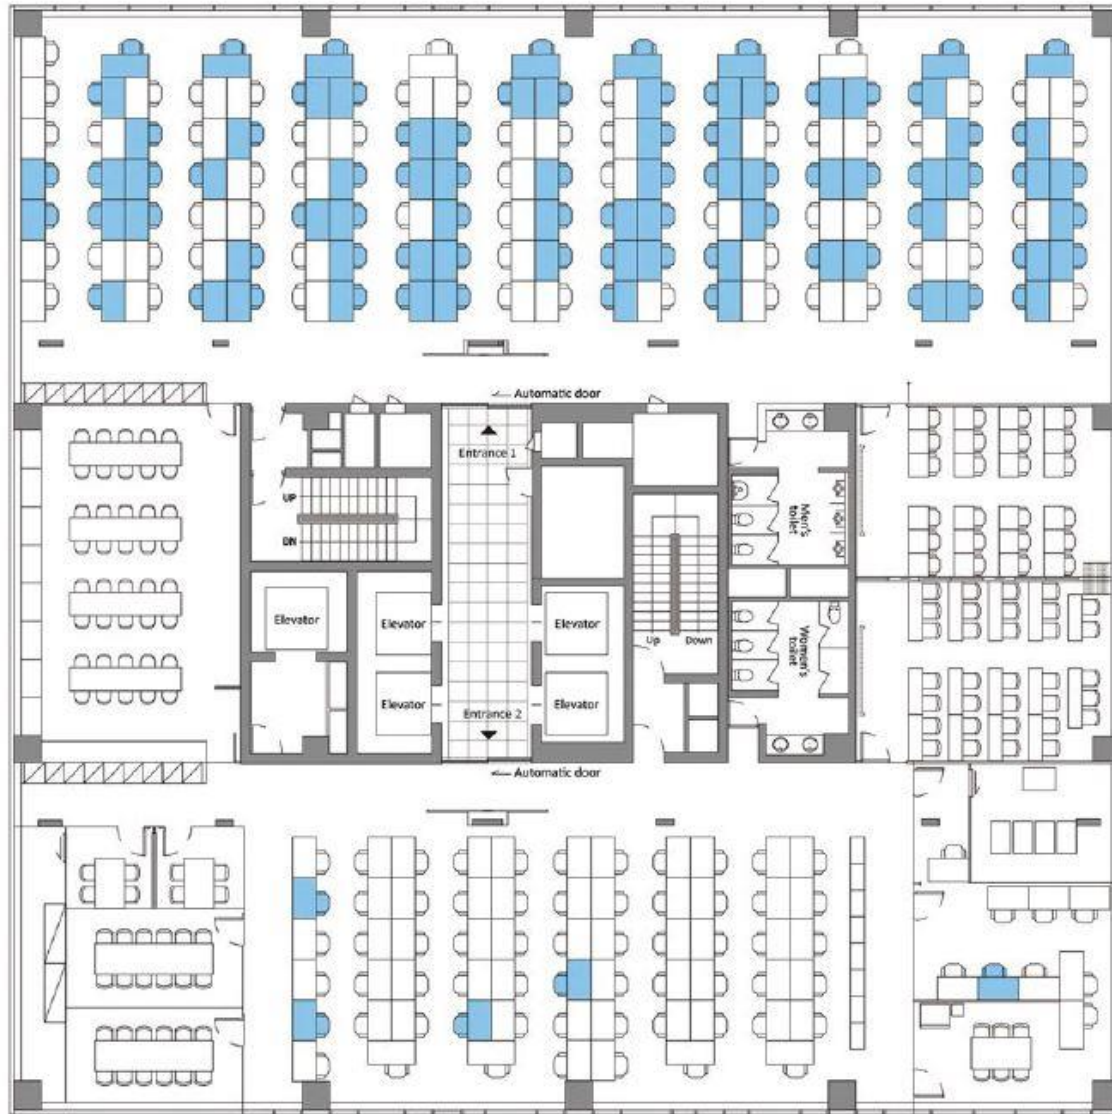 Automatic door
Entrance 1
UP
DN
Men's
toilet
Elevator
Elevator
Elevator
Up
Down
Women's
toilet
Elevator
Elevator
Entrance 2
Automatic door